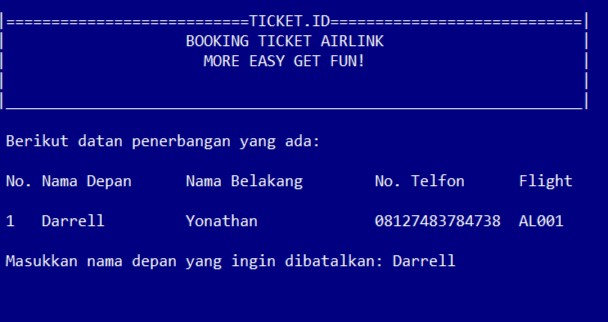 |===========================TICKET.ID============================|
BOOKING TICKET AIRLINK
MORE EASY GET FUN!
Berikut datan penerbangan yang ada:
No. Nama Depan Nama Belakang No. Telfon Flight
1 Darrell Yonathan 08127483784738 AL001
Masukkan nama depan yang ingin dibatalkan: Darrell